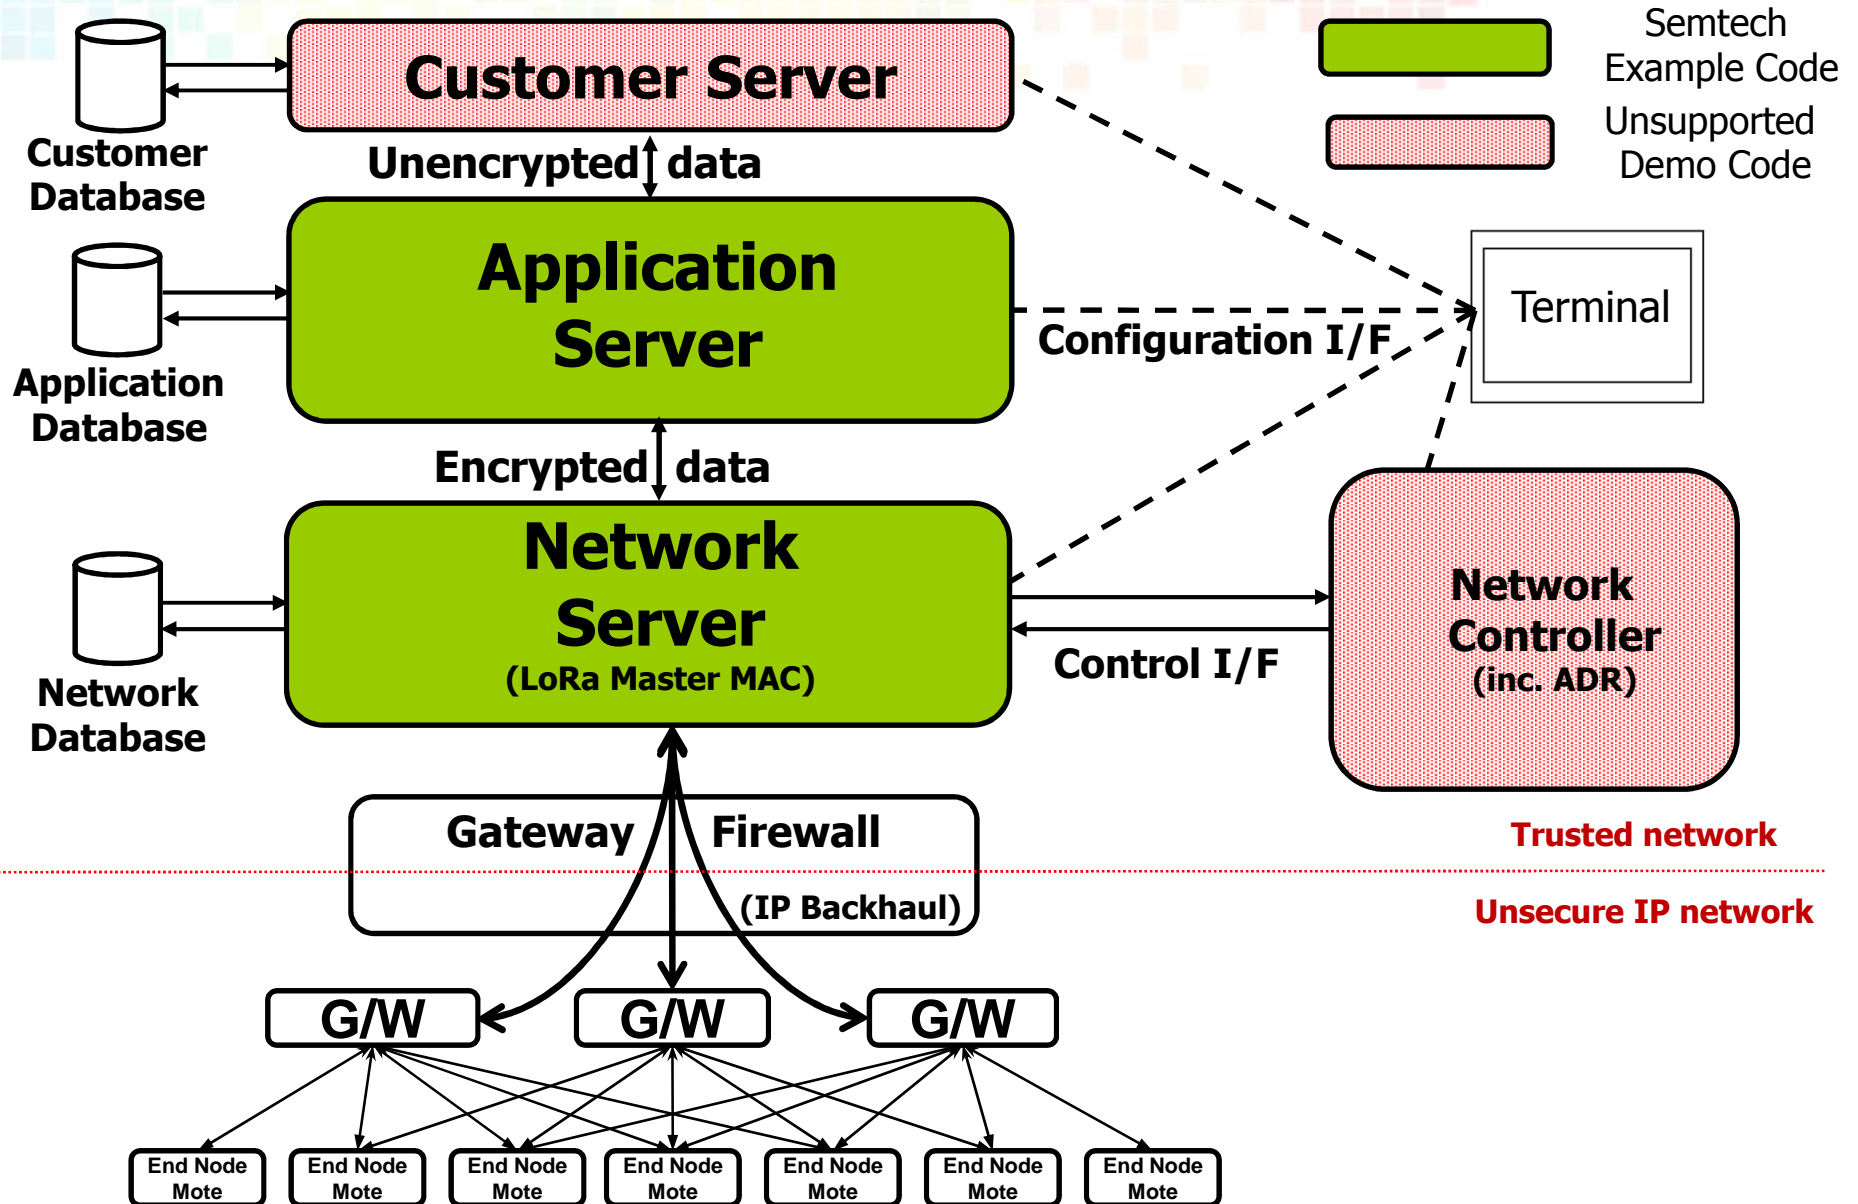 Customer Server
Semtech
Example Code
Unsupported
Demo Code
Customer
Database
Unencrypted data
Application
Server
Application
Database
Configuration I/F
Terminal
Encrypted data
Network
Server
(LoRa Master MAC)
Network
Database
Control I/F
Network
Controller
(inc. ADR)
Gateway Firewall
(IP Backhaul)
Trusted network
Unsecure IP network
G/W
G/W
G/W
End Node
Mote
End Node
Mote
End Node
Mote
End Node
Mote
End Node
Mote
End Node
Mote
End Node
Mote